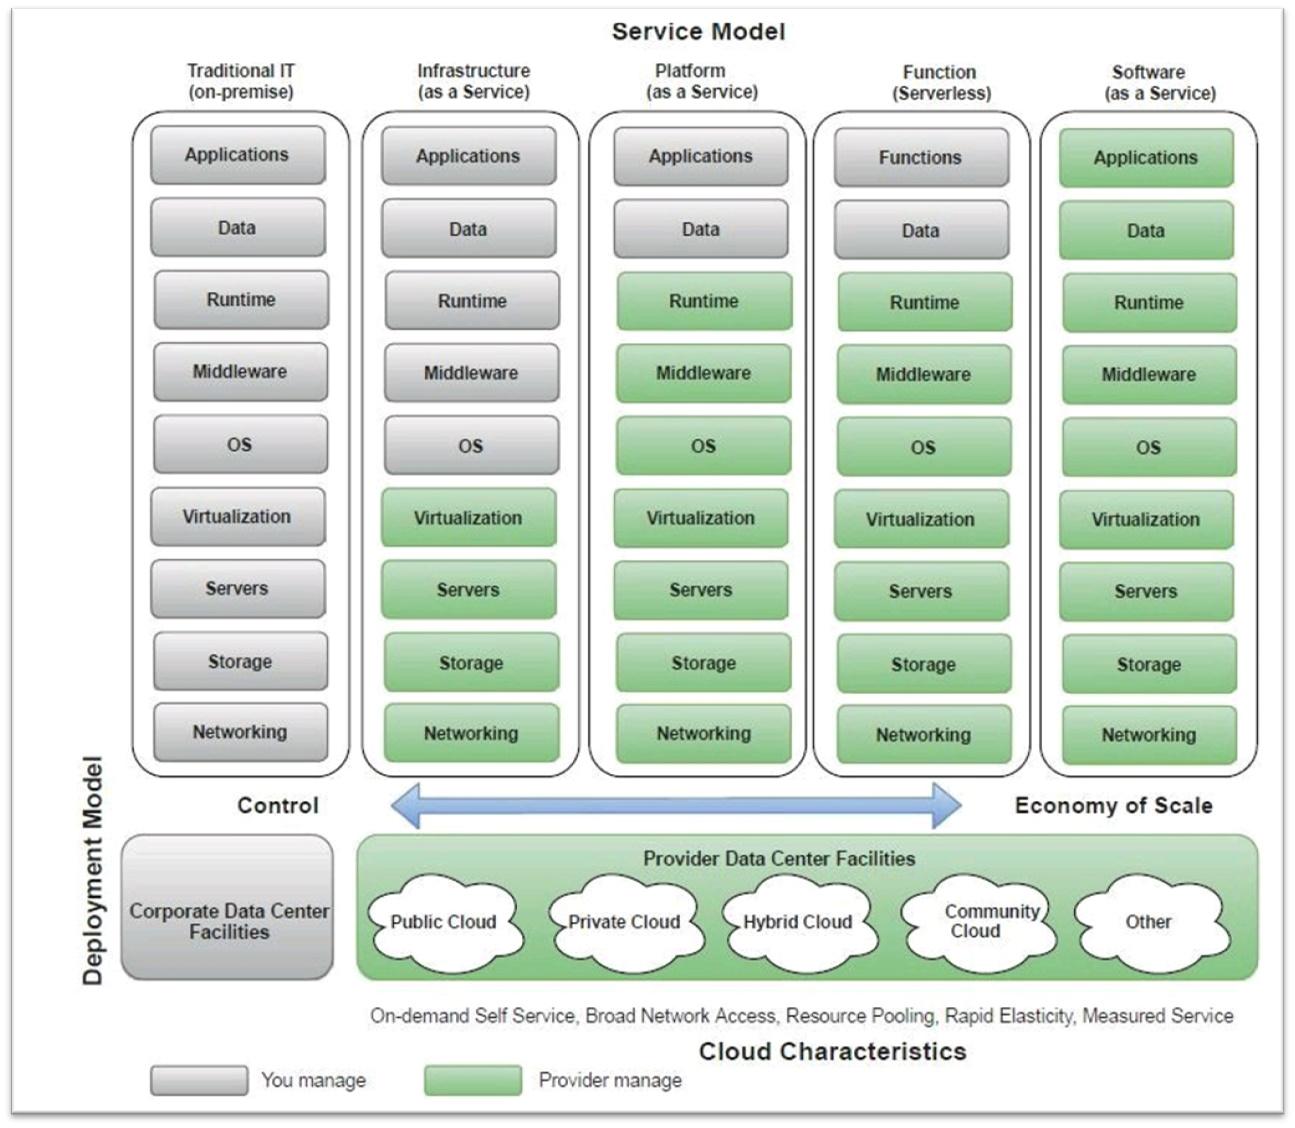 Service Model
Traditional IT
(on-premise)
Infrastructure
(as a Service)
Platform
(as a Service)
Function
(Serverless)
Software
(as a Service)
Applications
Data
Runtime
Middleware
OS
Virtualization
Servers
Storage
Networking
Applications
Data
Runtime
Middleware
OS
Virtualization
Servers
Storage
Networking
Applications
Data
Runtime
Middleware
OS
Virtualization
Servers
Storage
Networking
Functions
Data
Runtime
Middleware
OS
Virtualization
Servers
Storage
Networking
Applications
Data
Runtime
Middleware
OS
Virtualization
Servers
Storage
Networking
Deployment Model
Control
Economy of Scale
Corporate Data Center
Facilities
Provider Data Center Facilities
Public Cloud
Private Cloud
Hybrid Cloud
Community
Cloud
Other
On-demand Self Service, Broad Network Access, Resource Pooling, Rapid Elasticity, Measured Service
Cloud Characteristics
You manage
Provider manage